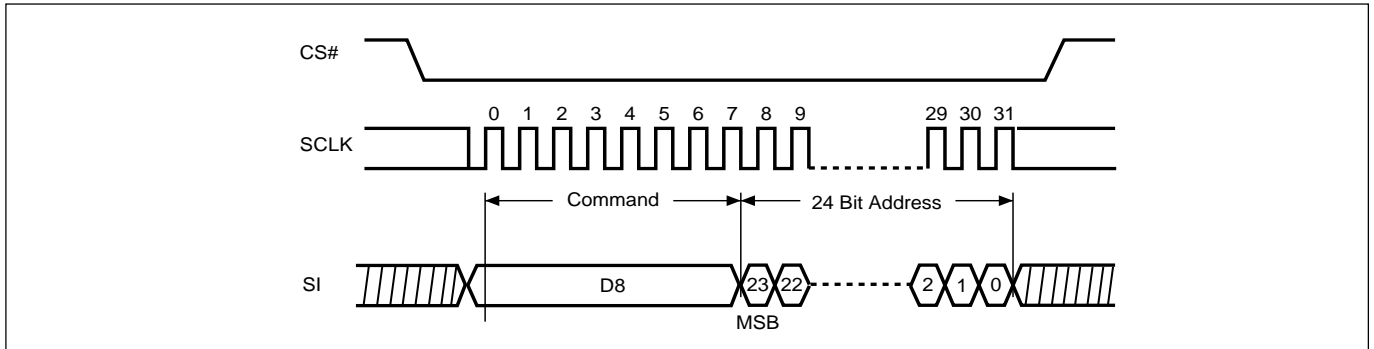 CS#
0 1 2 3 4 5 6 7 8 9 29 30 31
SCLK
Command 24 Bit Address
SI D8 23 22 2 1 0
MSB